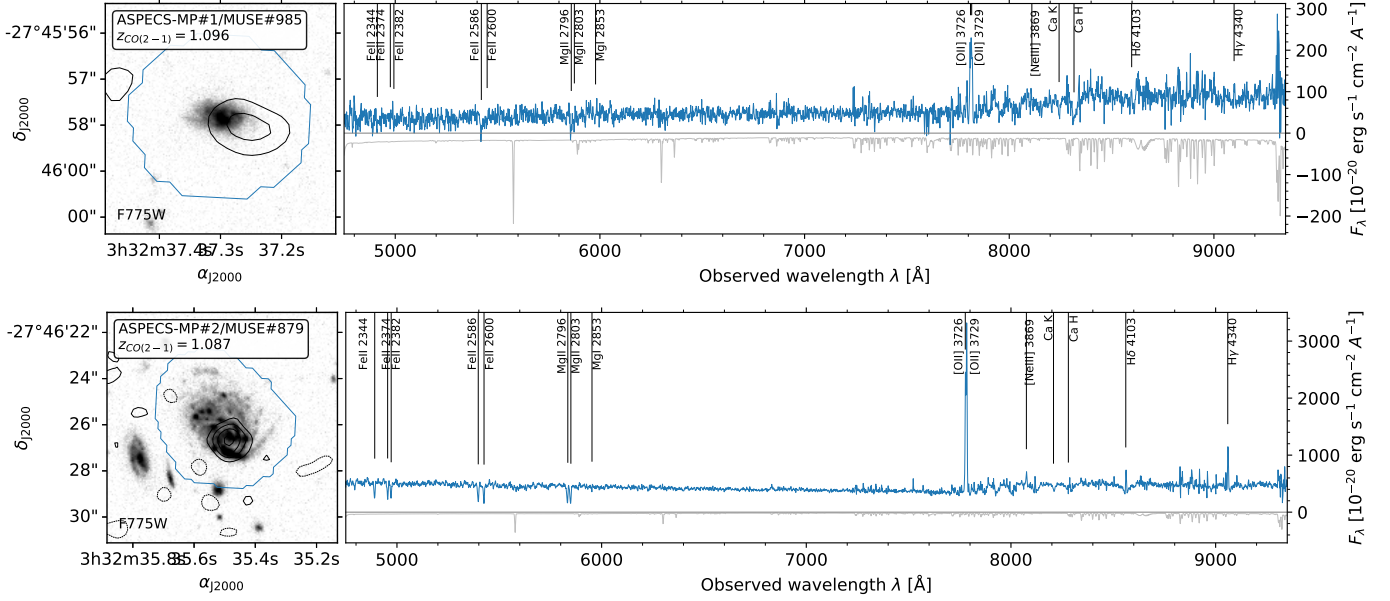 ASPECS-MP#1/MUSE#985
z_CO(2−1) = 1.096
F775W
-27°45'56"
57"
58"
46'00"
00"
δ_J2000
3h32m37.4s 37.3s 37.2s
α_J2000
FeII 2344
FeII 2374
FeII 2382
FeII 2586
FeII 2600
MgII 2796
MgII 2803
MgI 2853
[OII] 3726
[OII] 3729
[NeIII] 3869
Ca K
Ca H
Hδ 4103
Hγ 4340
300
200
100
0
−100
−200
F_λ [10⁻²⁰ erg s⁻¹ cm⁻² A⁻¹]
5000 6000 7000 8000 9000
Observed wavelength λ [Å]
ASPECS-MP#2/MUSE#879
z_CO(2−1) = 1.087
F775W
-27°46'22"
24"
26"
28"
30"
δ_J2000
3h32m35.8s 35.6s 35.4s 35.2s
α_J2000
FeII 2344
FeII 2374
FeII 2382
FeII 2586
FeII 2600
MgII 2796
MgII 2803
MgI 2853
[OII] 3726
[OII] 3729
[NeIII] 3869
Ca K
Ca H
Hδ 4103
Hγ 4340
3000
2000
1000
0
F_λ [10⁻²⁰ erg s⁻¹ cm⁻² A⁻¹]
5000 6000 7000 8000 9000
Observed wavelength λ [Å]